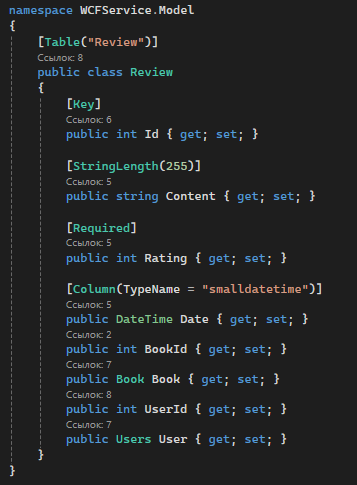 namespace WCFService.Model
{
[Table("Review")]
Ссылок: 8
public class Review
{
[Key]
Ссылок: 6
public int Id { get; set; }
[StringLength(255)]
Ссылок: 5
public string Content { get; set; }
[Required]
Ссылок: 5
public int Rating { get; set; }
[Column(TypeName = "smalldatetime")]
Ссылок: 5
public DateTime Date { get; set; }
Ссылок: 2
public int BookId { get; set; }
Ссылок: 7
public Book Book { get; set; }
Ссылок: 8
public int UserId { get; set; }
Ссылок: 7
public Users User { get; set; }
}
}